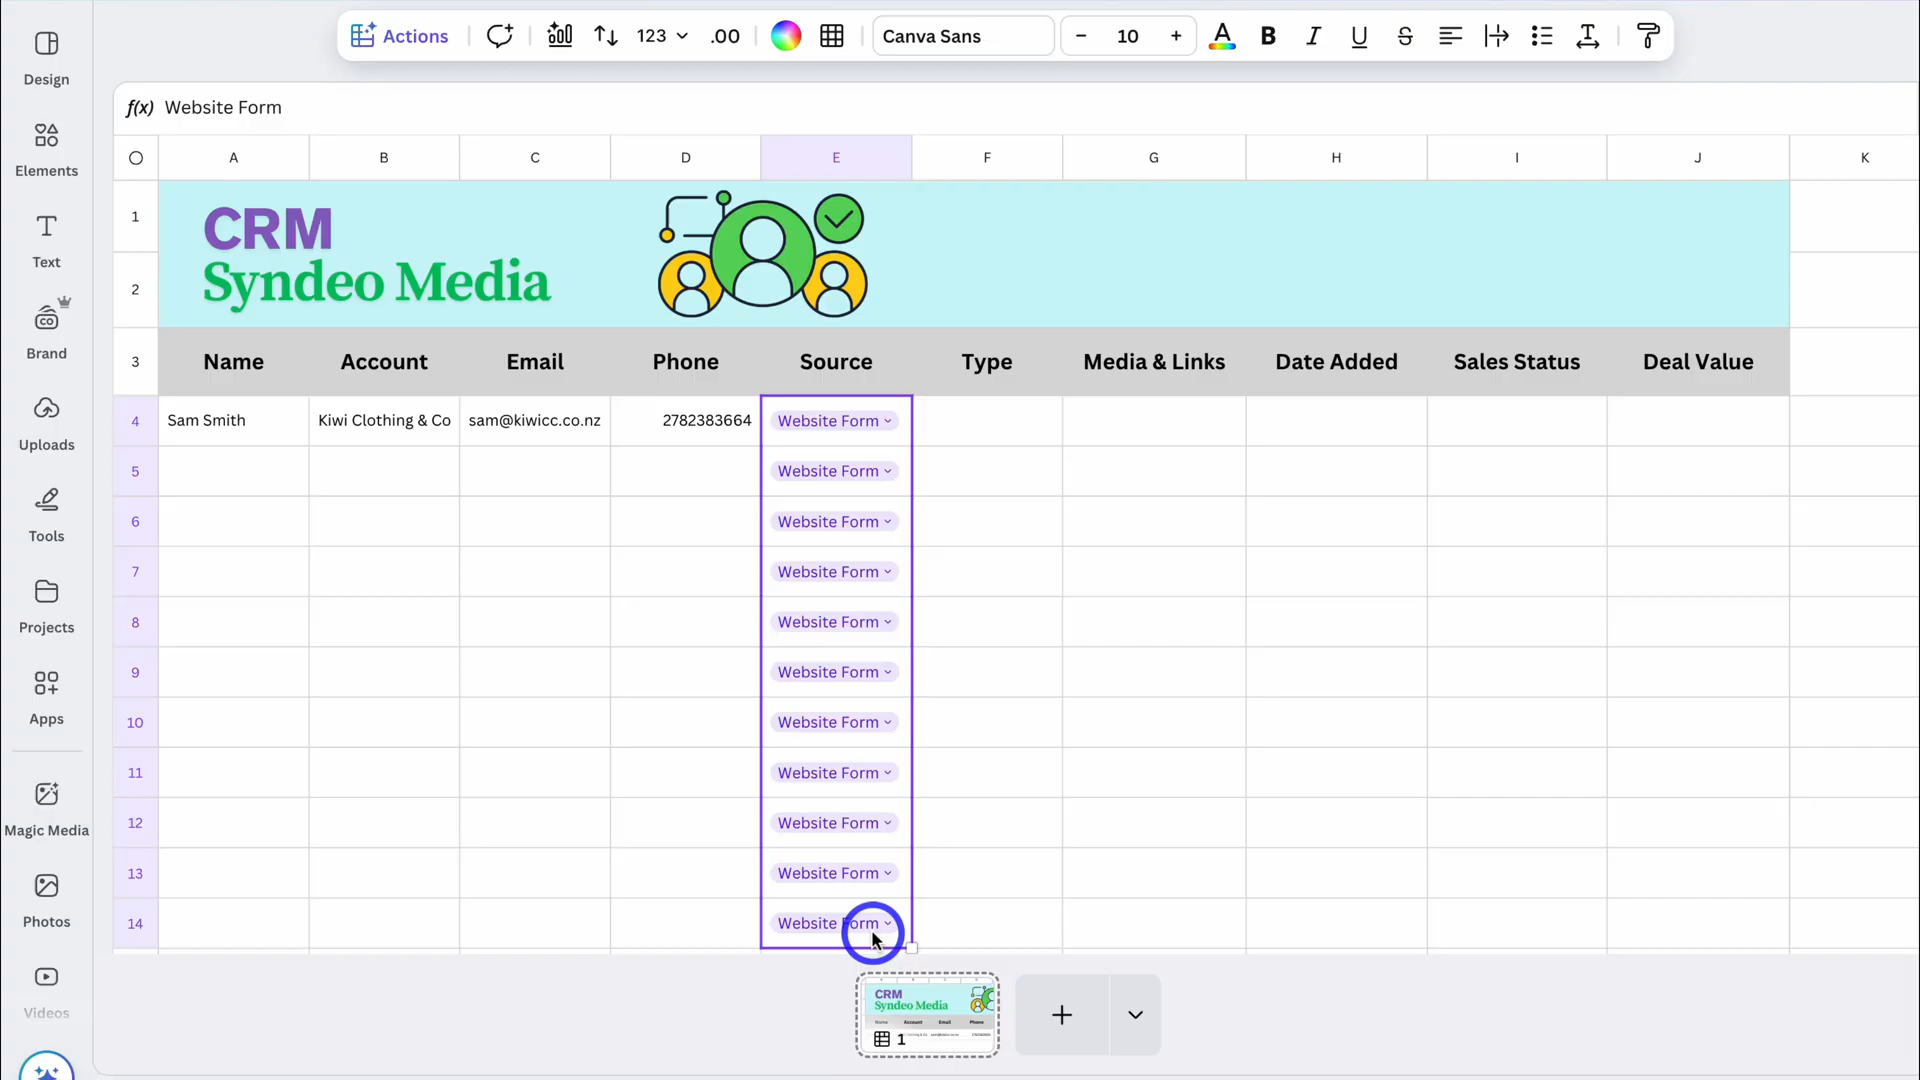 Actions
123
.00
Canva Sans
− 10 +
A
B
I
U
S
Design
Elements
Text
Brand
Uploads
Tools
Projects
Apps
Magic Media
Photos
Videos
f(x) Website Form
A B C D E F G H I J K
1
CRM
2
Syndeo Media
3 Name Account Email Phone Source Type Media & Links Date Added Sales Status Deal Value
4 Sam Smith Kiwi Clothing & Co sam@kiwicc.co.nz 2782383664 Website Form
5 Website Form
6 Website Form
7 Website Form
8 Website Form
9 Website Form
10 Website Form
11 Website Form
12 Website Form
13 Website Form
14 Website Form
CRM
Syndeo Media
Name Account Email Phone
1